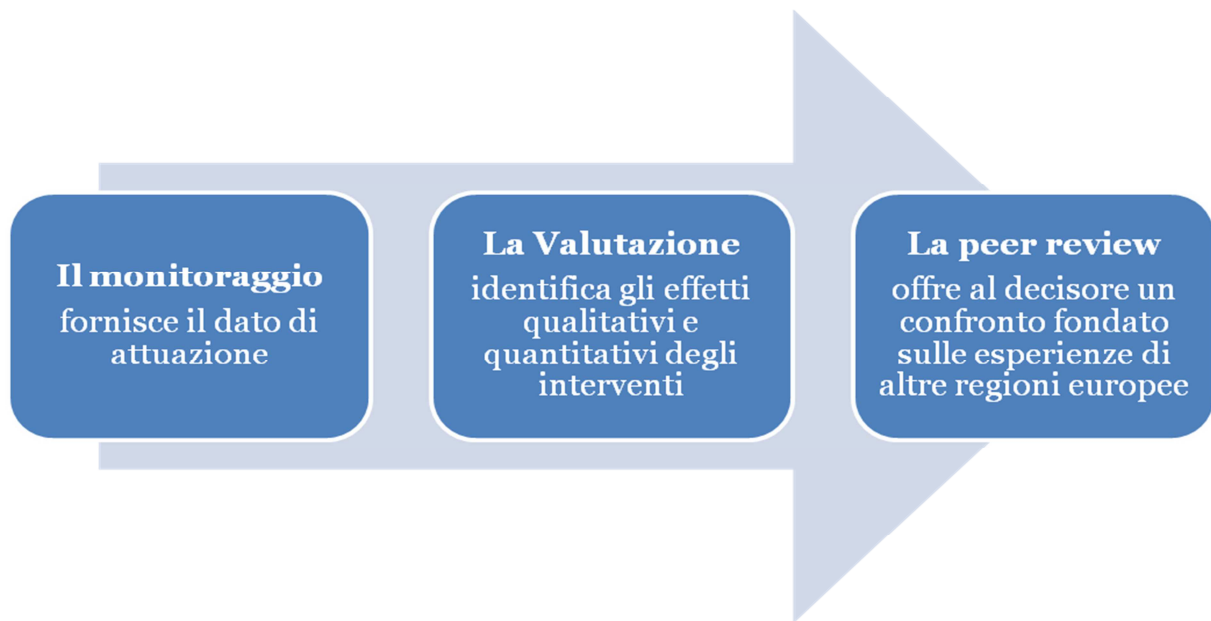 Il monitoraggio
fornisce il dato di
attuazione
La Valutazione
identifica gli effetti
qualitativi e
quantitativi degli
interventi
La peer review
offre al decisore un
confronto fondato
sulle esperienze di
altre regioni europee